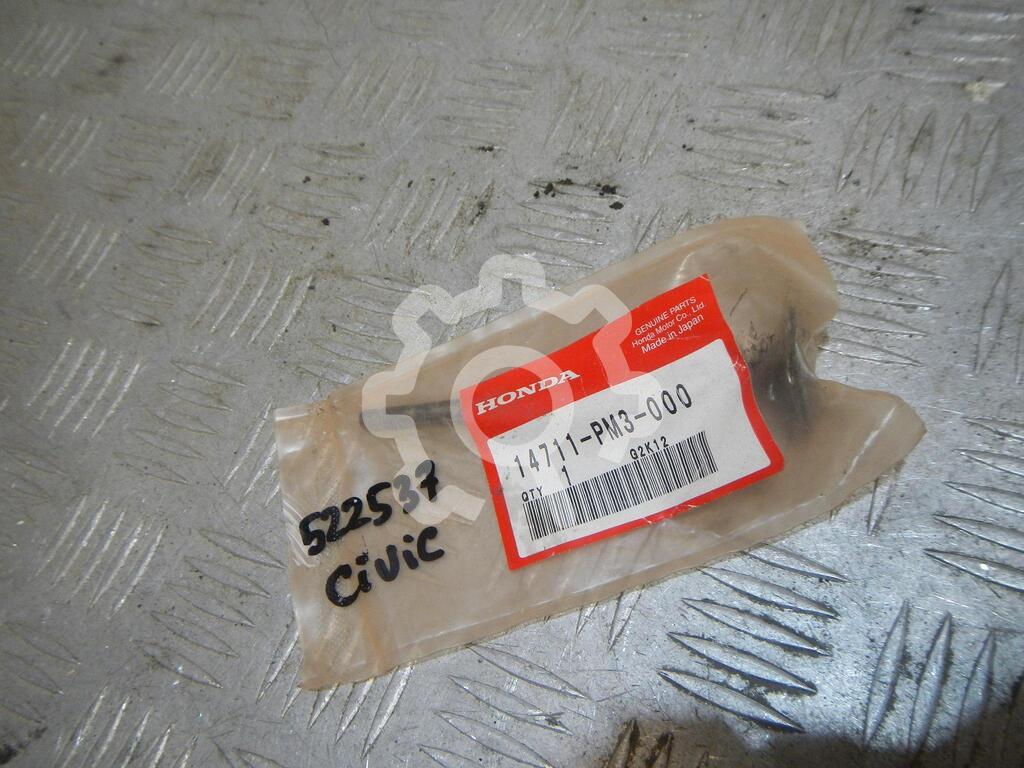 GENUINE PARTS
Honda Motor Co., Ltd.
Made in Japan
HONDA
14711-PM3-000
G2K12
QTY 1
522537
CiViC